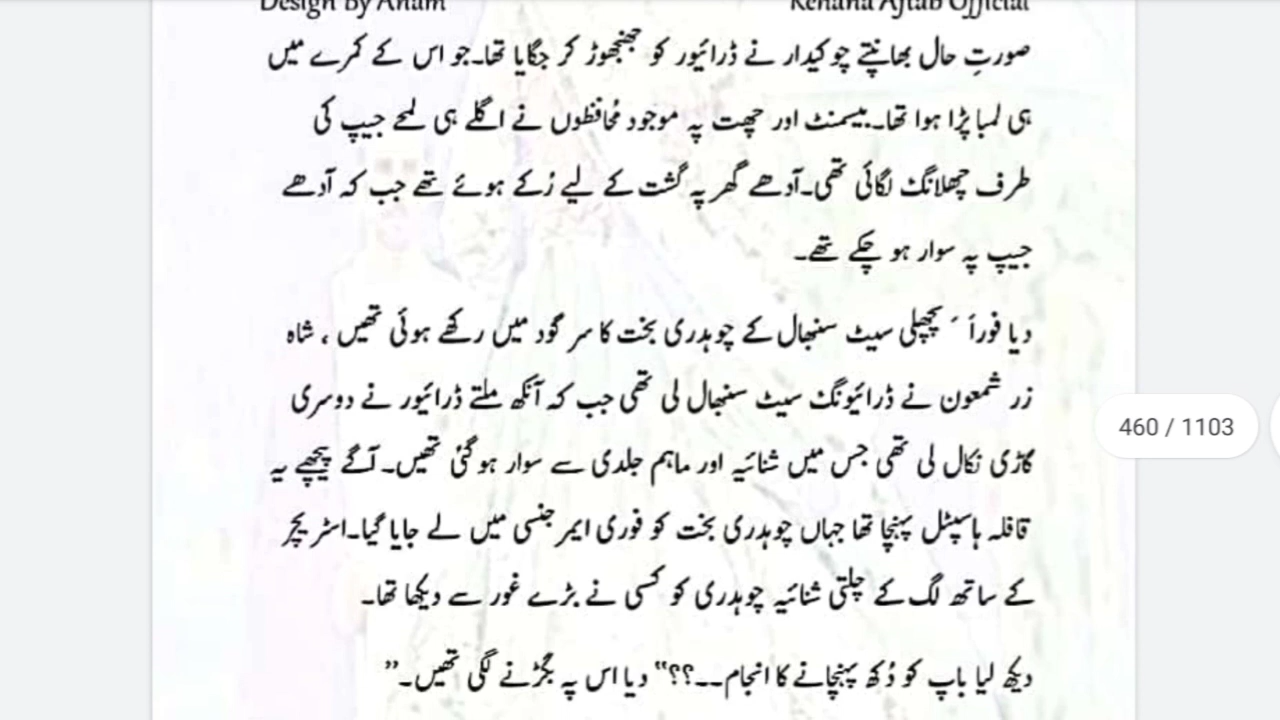 Design By Anam Rehana Aftab Official
صورتِ حال بھانپتے چوکیدار نے ڈرائیور کو جھنجھوڑ کر جگایا تھا۔جو اس کے کمرے میں
ہی لمبا پڑا ہوا تھا۔بیسمنٹ اور چھت پہ موجود مُحافظوں نے اگلے ہی لمحے جیپ کی
طرف چھلانگ لگائی تھی۔آدھے گھر پہ گشت کے لیے رُکے ہوئے تھے جب کہ آدھے
جیپ پہ سوار ہو چکے تھے۔
دیا فوراً َ پچھلی سیٹ سنبھال کے چوہدری بخت کا سر گود میں رکھے ہوئی تھیں ، شاہ
زر شمعون نے ڈرائیونگ سیٹ سنبھال لی تھی جب کہ آنکھ ملتے ڈرائیور نے دوسری
گاڑی نکال لی تھی جس میں شنائیہ اور ماہم جلدی سے سوار ہوگئی تھیں۔آگے پیچھے یہ
قافلہ ہاسپٹل پہنچا تھا جہاں چوہدری بخت کو فوری ایمرجنسی میں لے جایا گیا۔اسٹریچر
کے ساتھ لگ کے چلتی شنائیہ چوہدری کو کسی نے بڑے غور سے دیکھا تھا۔
دیکھ لیا باپ کو دُکھ پہنچانے کا انجام۔۔؟؟“ دیا اس پہ بگڑنے لگی تھیں۔”
460 / 1103